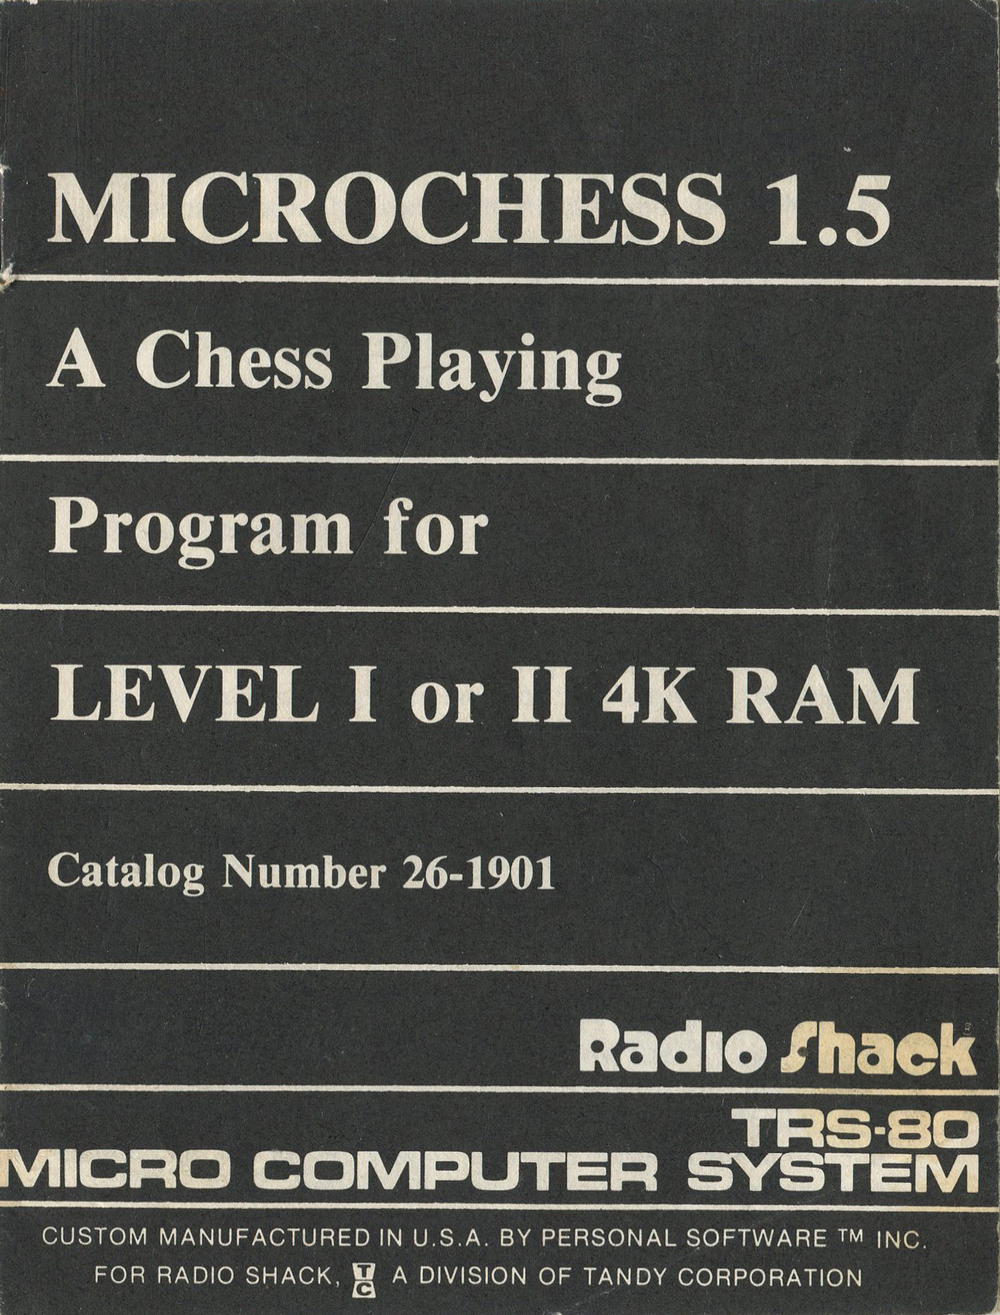 MICROCHESS 1.5
A Chess Playing
Program for
LEVEL I or II 4K RAM
Catalog Number 26-1901
Radio Shack
TRS-80
MICRO COMPUTER SYSTEM
CUSTOM MANUFACTURED IN U.S.A. BY PERSONAL SOFTWARE ™ INC.
FOR RADIO SHACK, TC A DIVISION OF TANDY CORPORATION